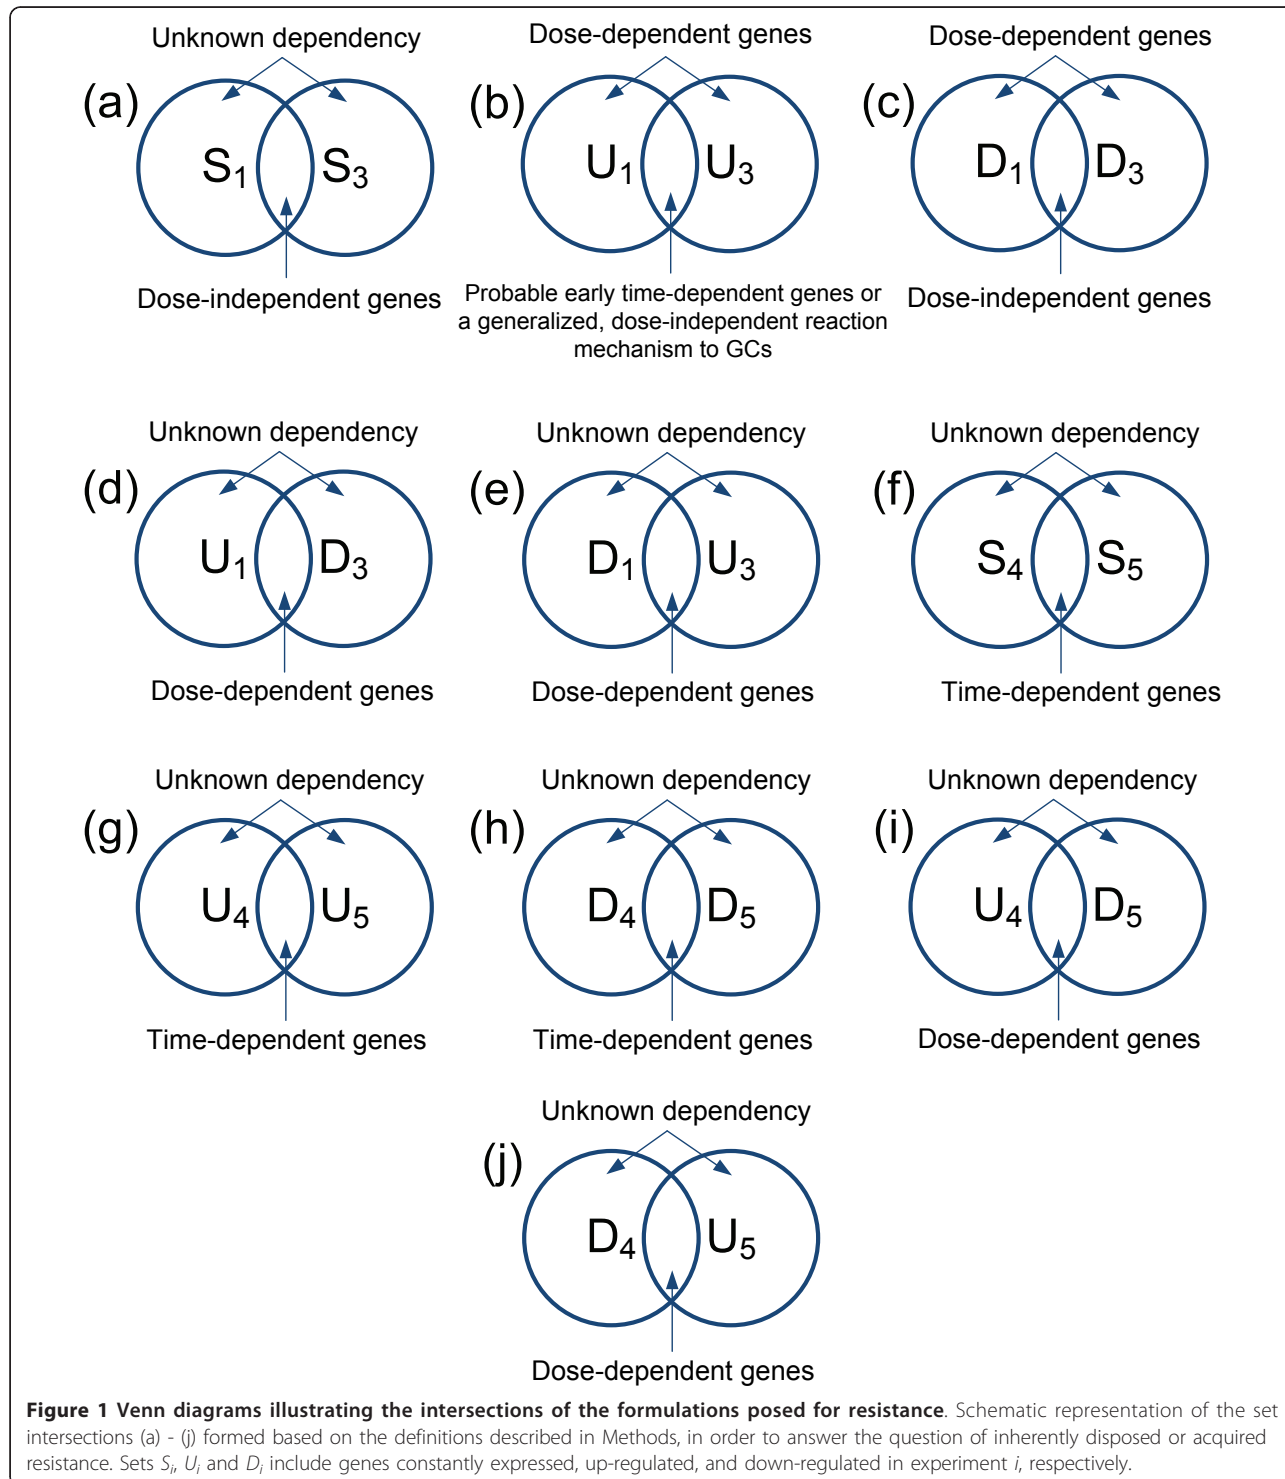 Unknown dependency
(a)
S1 S3
Dose-independent genes
Dose-dependent genes
(b)
U1 U3
Probable early time-dependent genes or
a generalized, dose-independent reaction
mechanism to GCs
Dose-dependent genes
(c)
D1 D3
Dose-independent genes
Unknown dependency
(d)
U1 D3
Dose-dependent genes
Unknown dependency
(e)
D1 U3
Dose-dependent genes
Unknown dependency
(f)
S4 S5
Time-dependent genes
Unknown dependency
(g)
U4 U5
Time-dependent genes
Unknown dependency
(h)
D4 D5
Time-dependent genes
Unknown dependency
(i)
U4 D5
Dose-dependent genes
Unknown dependency
(j)
D4 U5
Dose-dependent genes
Figure 1 Venn diagrams illustrating the intersections of the formulations posed for resistance. Schematic representation of the set
intersections (a) - (j) formed based on the definitions described in Methods, in order to answer the question of inherently disposed or acquired
resistance. Sets Si, Ui and Di include genes constantly expressed, up-regulated, and down-regulated in experiment i, respectively.